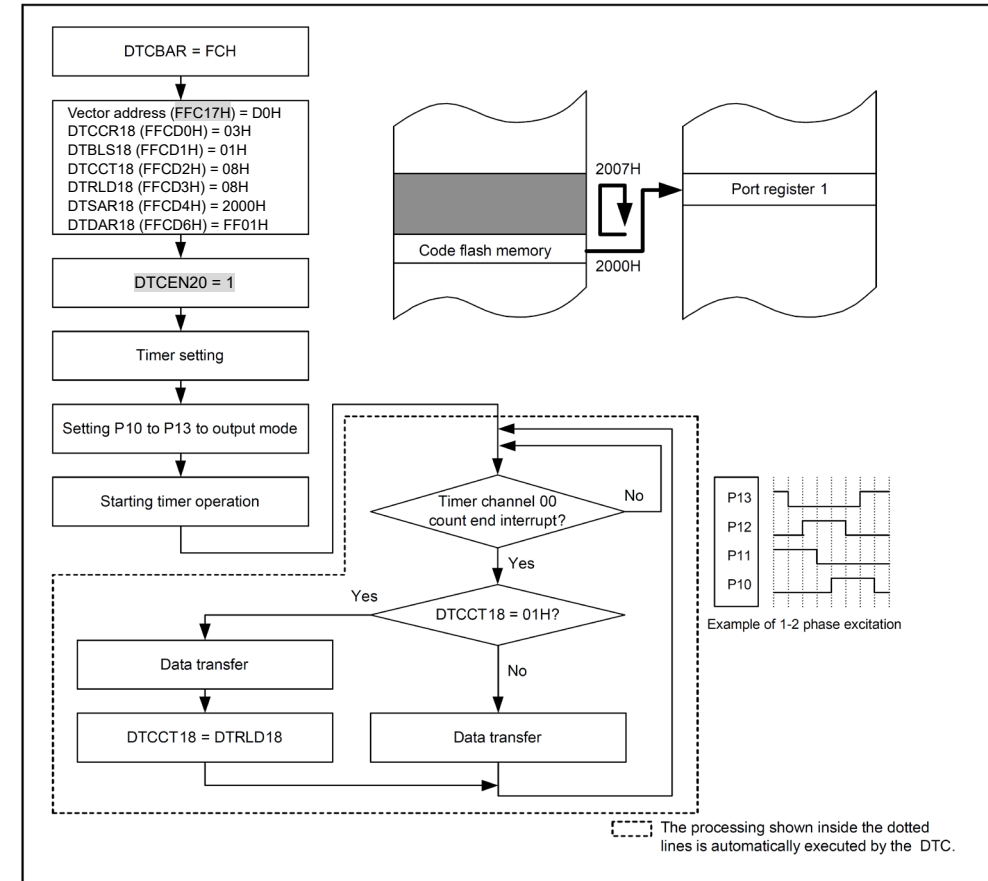 DTCBAR = FCH
Vector address (FFC17H) = D0H
DTCCR18 (FFCD0H) = 03H
DTBLS18 (FFCD1H) = 01H
DTCCT18 (FFCD2H) = 08H
DTRLD18 (FFCD3H) = 08H
DTSAR18 (FFCD4H) = 2000H
DTDAR18 (FFCD6H) = FF01H
DTCEN20 = 1
Timer setting
Setting P10 to P13 to output mode
Starting timer operation
2007H
Code flash memory
2000H
Port register 1
Timer channel 00
count end interrupt?
No
Yes
DTCCT18 = 01H?
Yes
No
Data transfer
DTCCT18 = DTRLD18
Data transfer
P13
P12
P11
P10
Example of 1-2 phase excitation
The processing shown inside the dotted
lines is automatically executed by the DTC.